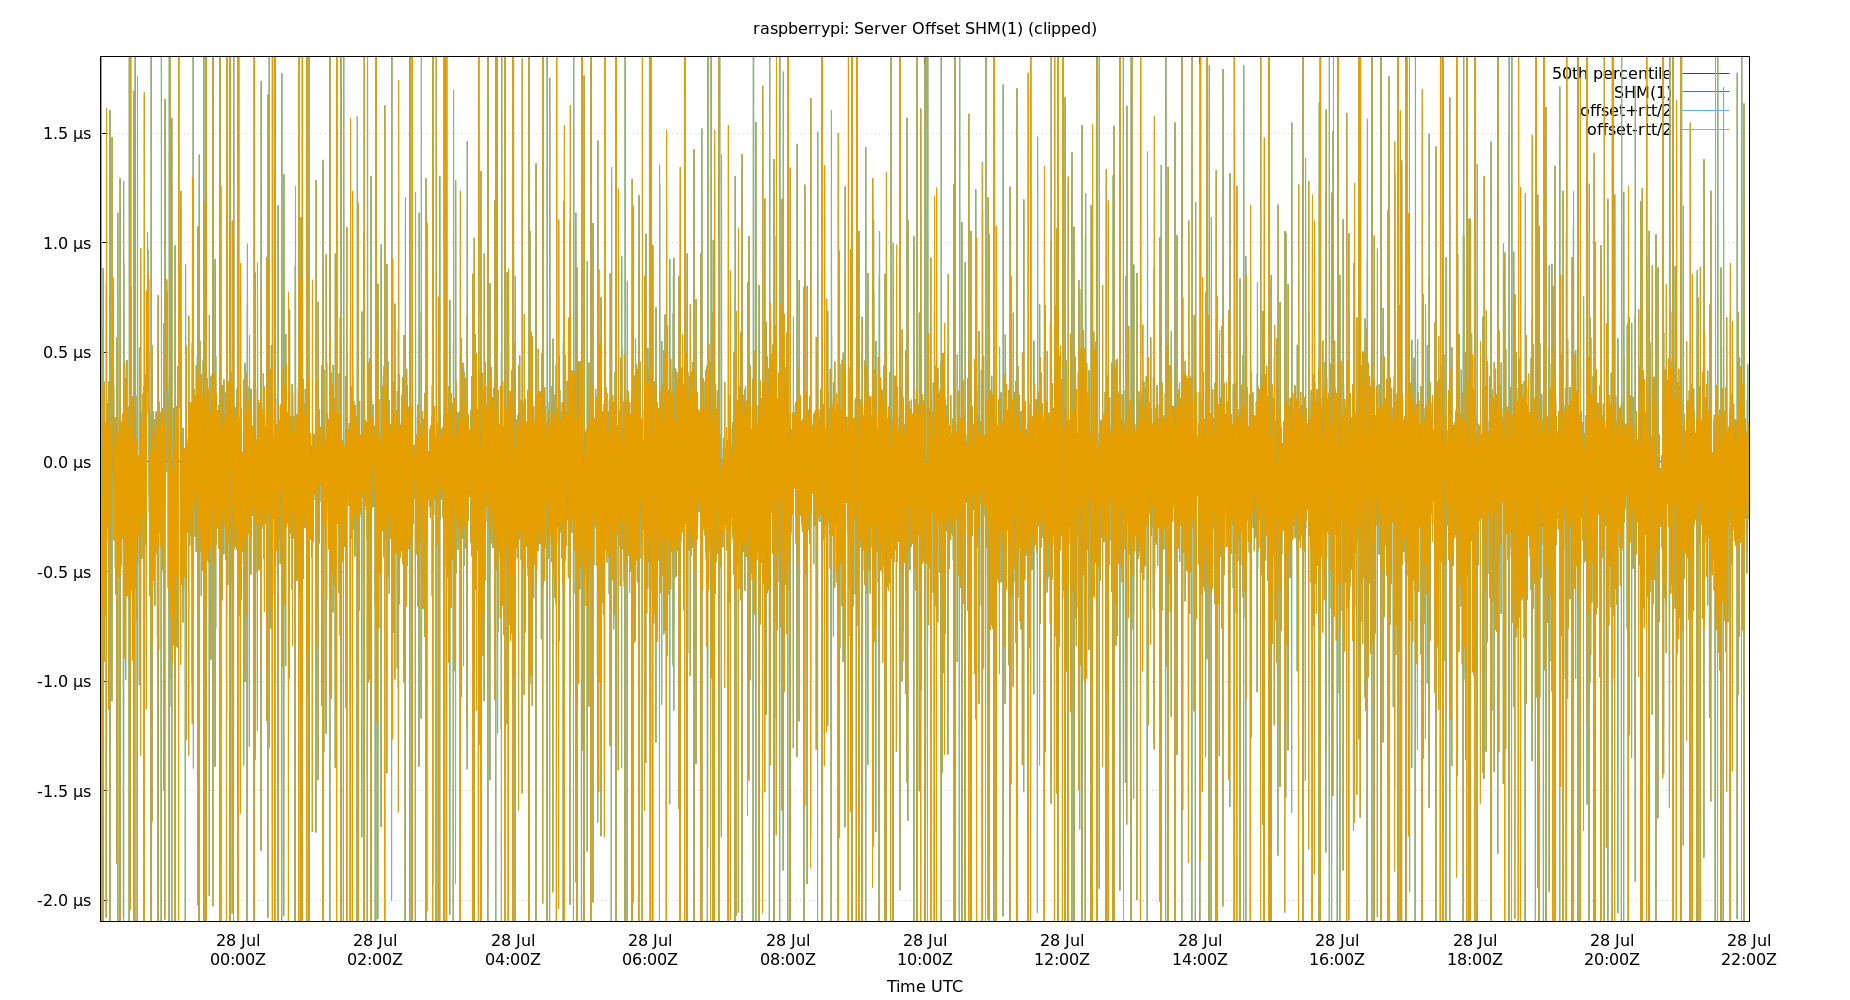 raspberrypi: Server Offset SHM(1) (clipped)
50th percentile
SHM(1)
offset+rtt/2
offset-rtt/2
1.5 µs
1.0 µs
0.5 µs
0.0 µs
-0.5 µs
-1.0 µs
-1.5 µs
-2.0 µs
28 Jul 28 Jul 28 Jul 28 Jul 28 Jul 28 Jul 28 Jul 28 Jul 28 Jul 28 Jul 28 Jul 28 Jul
00:00Z 02:00Z 04:00Z 06:00Z 08:00Z 10:00Z 12:00Z 14:00Z 16:00Z 18:00Z 20:00Z 22:00Z
Time UTC